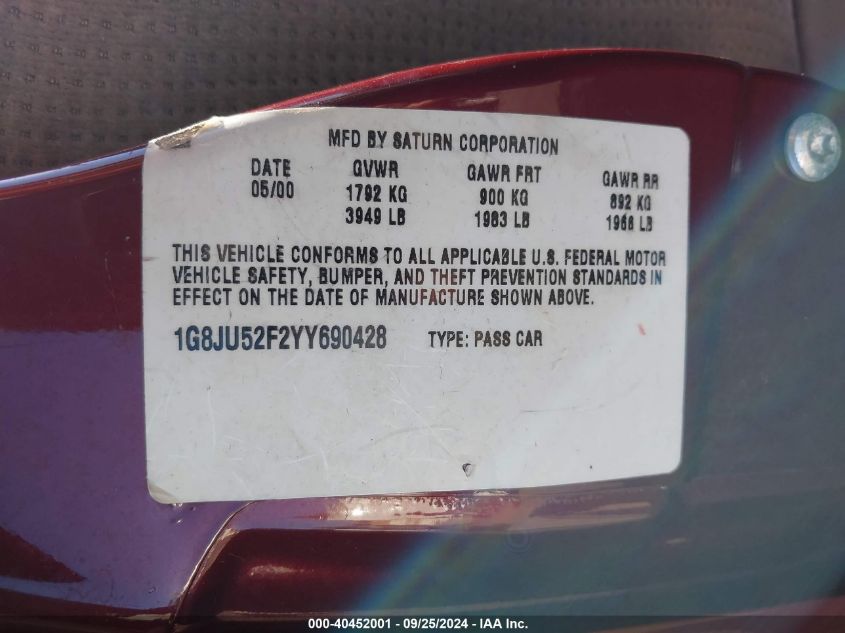 MFD BY SATURN CORPORATION
DATE GVWR GAWR FRT GAWR RR
05/00 1792 KG 900 KG 892 KG
3949 LB 1983 LB 1966 LB
THIS VEHICLE CONFORMS TO ALL APPLICABLE U.S. FEDERAL MOTOR
VEHICLE SAFETY, BUMPER, AND THEFT PREVENTION STANDARDS IN
EFFECT ON THE DATE OF MANUFACTURE SHOWN ABOVE.
1G8JU52F2YY690428 TYPE: PASS CAR
000-40452001 - 09/25/2024 - IAA Inc.